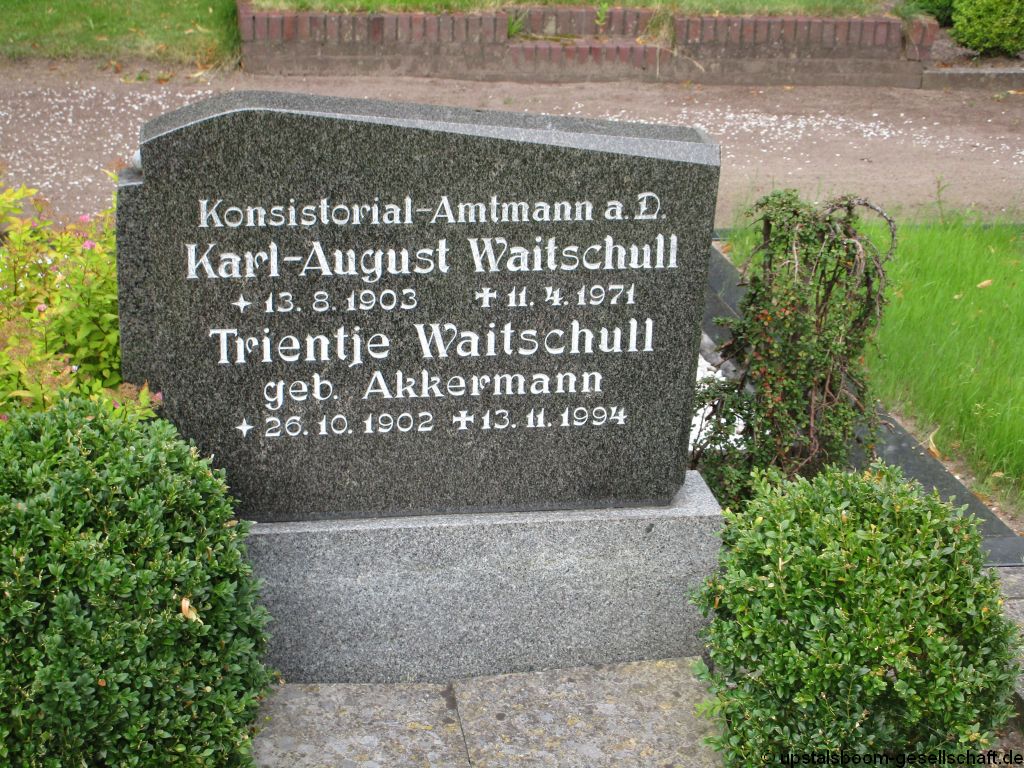 Konsistorial-Amtmann a.D.
Karl-August Waitschull
✦ 13. 8. 1903 ✝ 11. 4. 1971
Trientje Waitschull
geb. Akkermann
✦ 26. 10. 1902 ✝ 13. 11. 1994
© upstalsboom-gesellschaft.de